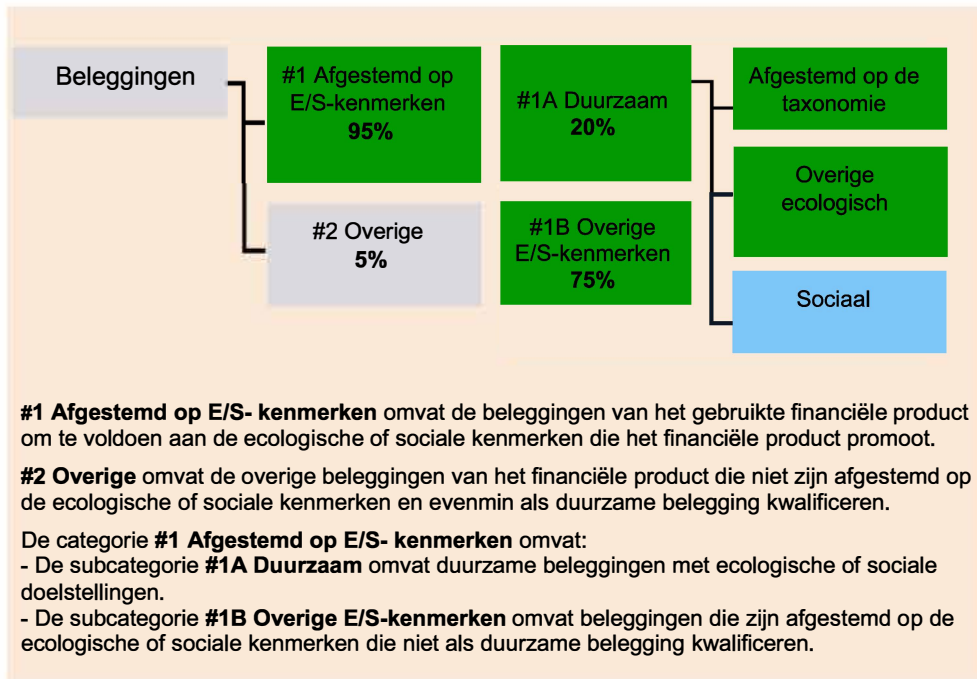 Beleggingen
#1 Afgestemd op
E/S-kenmerken
95%
#2 Overige
5%
#1A Duurzaam
20%
#1B Overige
E/S-kenmerken
75%
Afgestemd op de
taxonomie
Overige
ecologisch
Sociaal
#1 Afgestemd op E/S- kenmerken omvat de beleggingen van het gebruikte financiële product
om te voldoen aan de ecologische of sociale kenmerken die het financiële product promoot.
#2 Overige omvat de overige beleggingen van het financiële product die niet zijn afgestemd op
de ecologische of sociale kenmerken en evenmin als duurzame belegging kwalificeren.
De categorie #1 Afgestemd op E/S- kenmerken omvat:
- De subcategorie #1A Duurzaam omvat duurzame beleggingen met ecologische of sociale
doelstellingen.
- De subcategorie #1B Overige E/S-kenmerken omvat beleggingen die zijn afgestemd op de
ecologische of sociale kenmerken die niet als duurzame belegging kwalificeren.